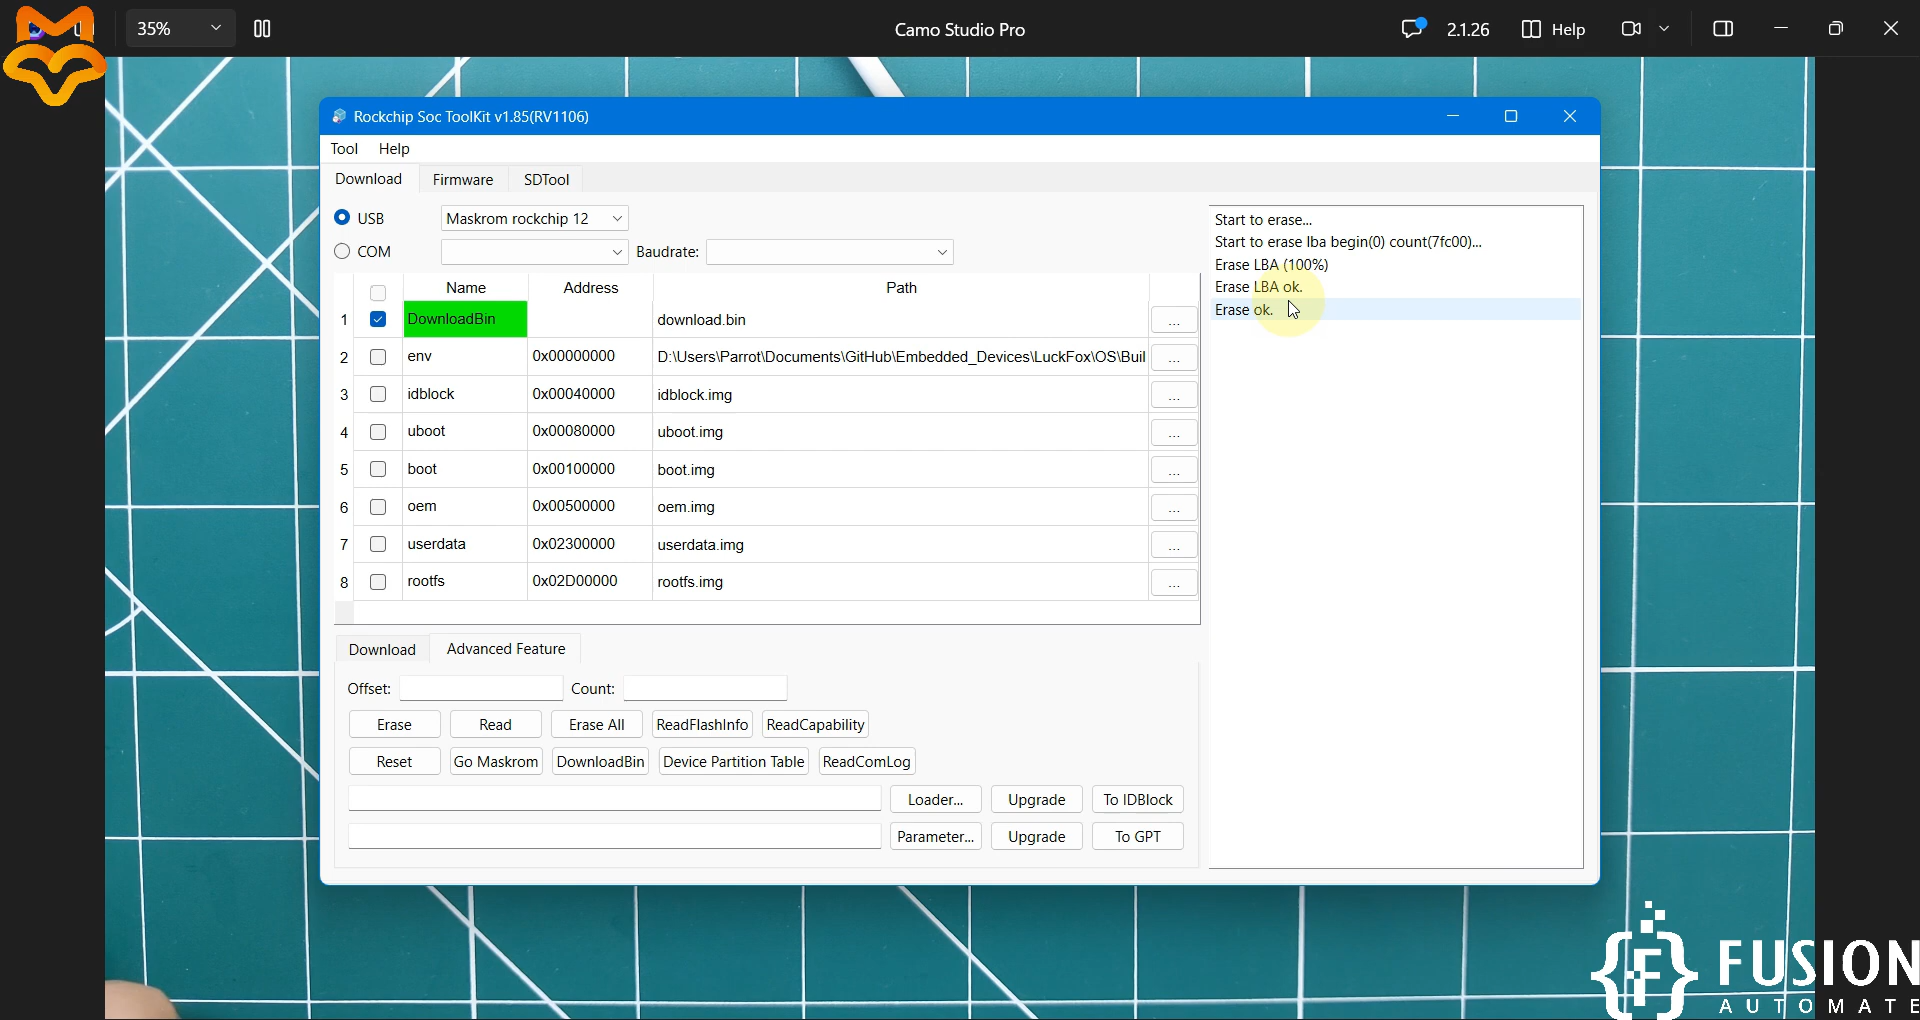 35%
Camo Studio Pro
2.1.26
Help
Rockchip Soc ToolKit v1.85(RV1106)
Tool Help
Download Firmware SDTool
USB Maskrom rockchip 12
COM Baudrate:
Name Address Path
1 DownloadBin download.bin ...
2 env 0x00000000 D:\Users\Parrot\Documents\GitHub\Embedded_Devices\LuckFox\OS\Buil ...
3 idblock 0x00040000 idblock.img ...
4 uboot 0x00080000 uboot.img ...
5 boot 0x00100000 boot.img ...
6 oem 0x00500000 oem.img ...
7 userdata 0x02300000 userdata.img ...
8 rootfs 0x02D00000 rootfs.img ...
Download Advanced Feature
Offset: Count:
Erase Read Erase All ReadFlashInfo ReadCapability
Reset Go Maskrom DownloadBin Device Partition Table ReadComLog
Loader... Upgrade To IDBlock
Parameter... Upgrade To GPT
Start to erase...
Start to erase lba begin(0) count(7fc00)...
Erase LBA (100%)
Erase LBA ok.
Erase ok.
{F}
FUSION
AUTOMATE